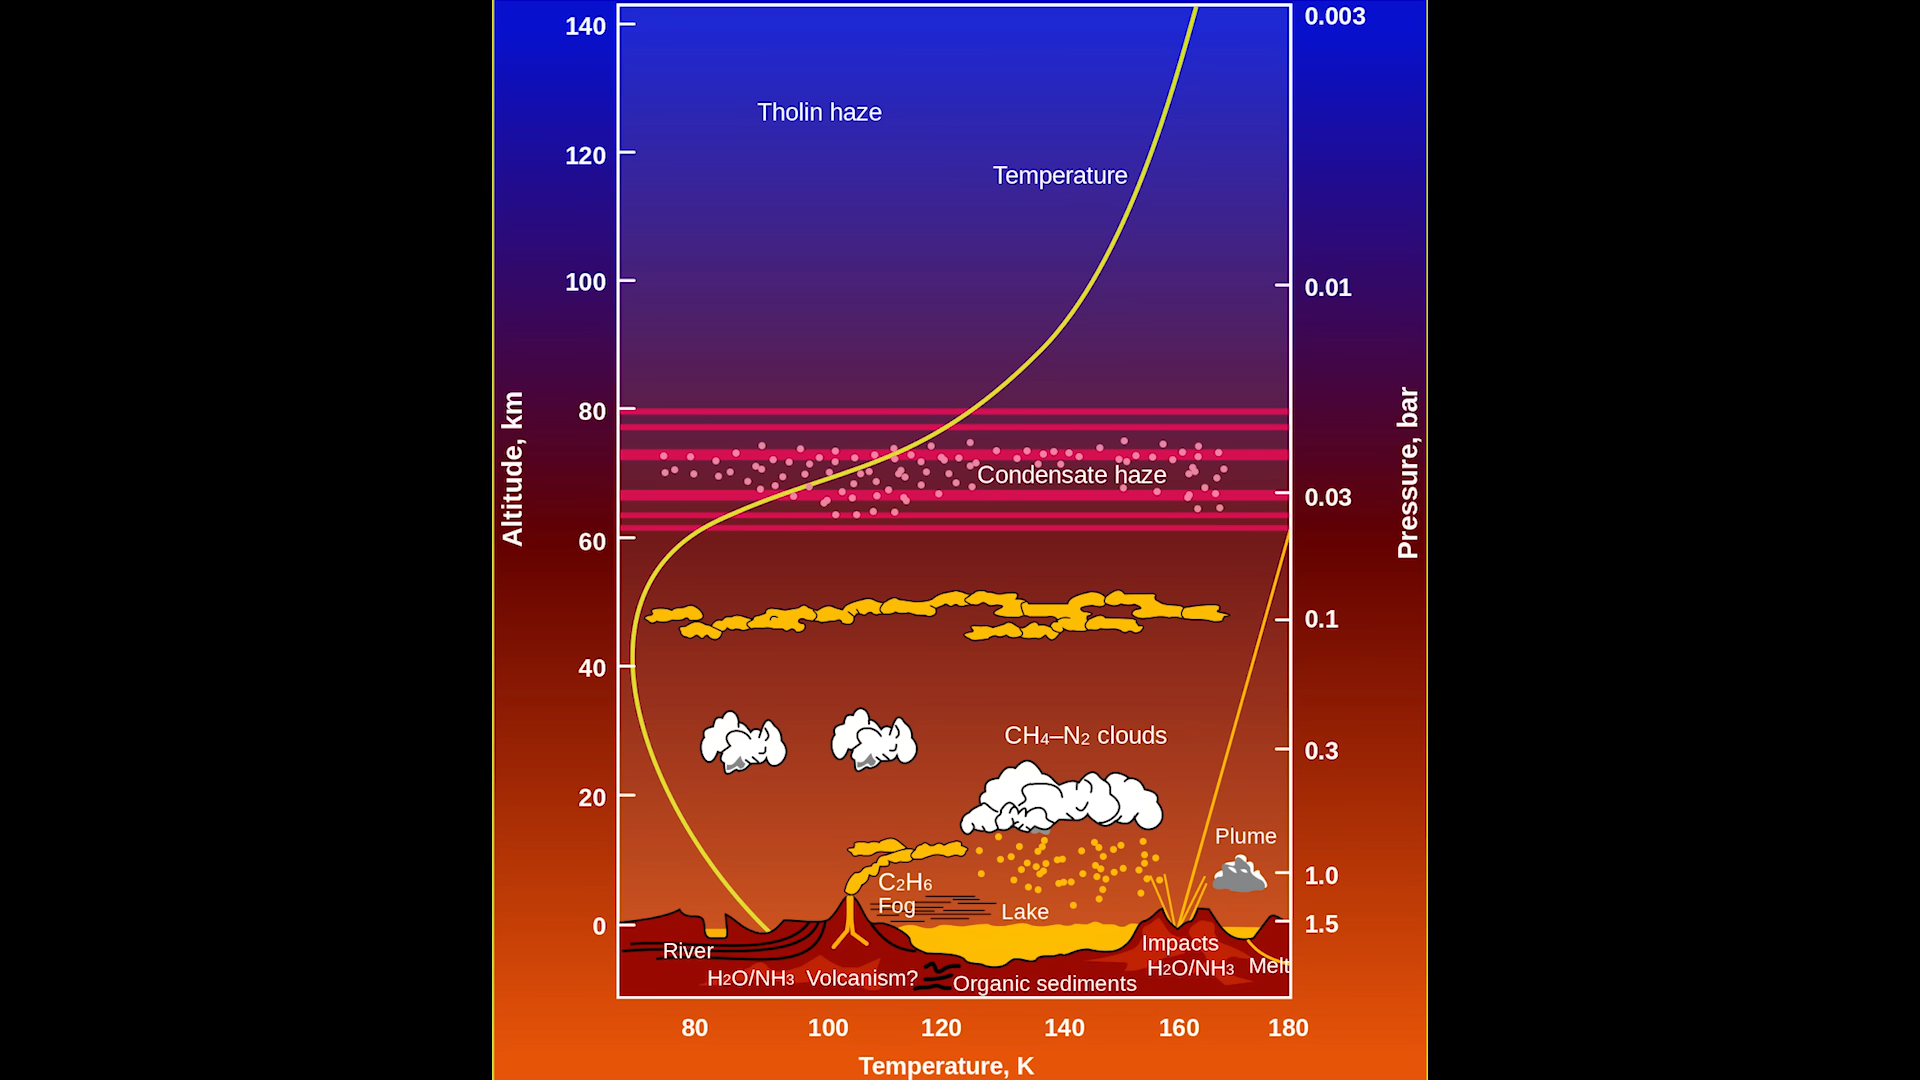 140
120
100
80
60
40
20
0
Altitude, km
0.003
0.01
0.03
0.1
0.3
1.0
1.5
Pressure, bar
Tholin haze
Temperature
Condensate haze
CH₄–N₂ clouds
Plume
C₂H₆
Fog
Lake
River
Impacts
H₂O/NH₃
Melt
H₂O/NH₃
Volcanism?
Organic sediments
80 100 120 140 160 180
Temperature, K